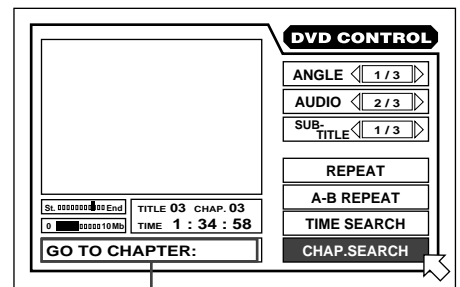 DVD CONTROL
ANGLE 1 / 3
AUDIO 2 / 3
SUB-
TITLE 1 / 3
REPEAT
A-B REPEAT
TIME SEARCH
CHAP.SEARCH
St. End
0 10Mb
TITLE 03 CHAP. 03
TIME 1 : 34 : 58
GO TO CHAPTER: